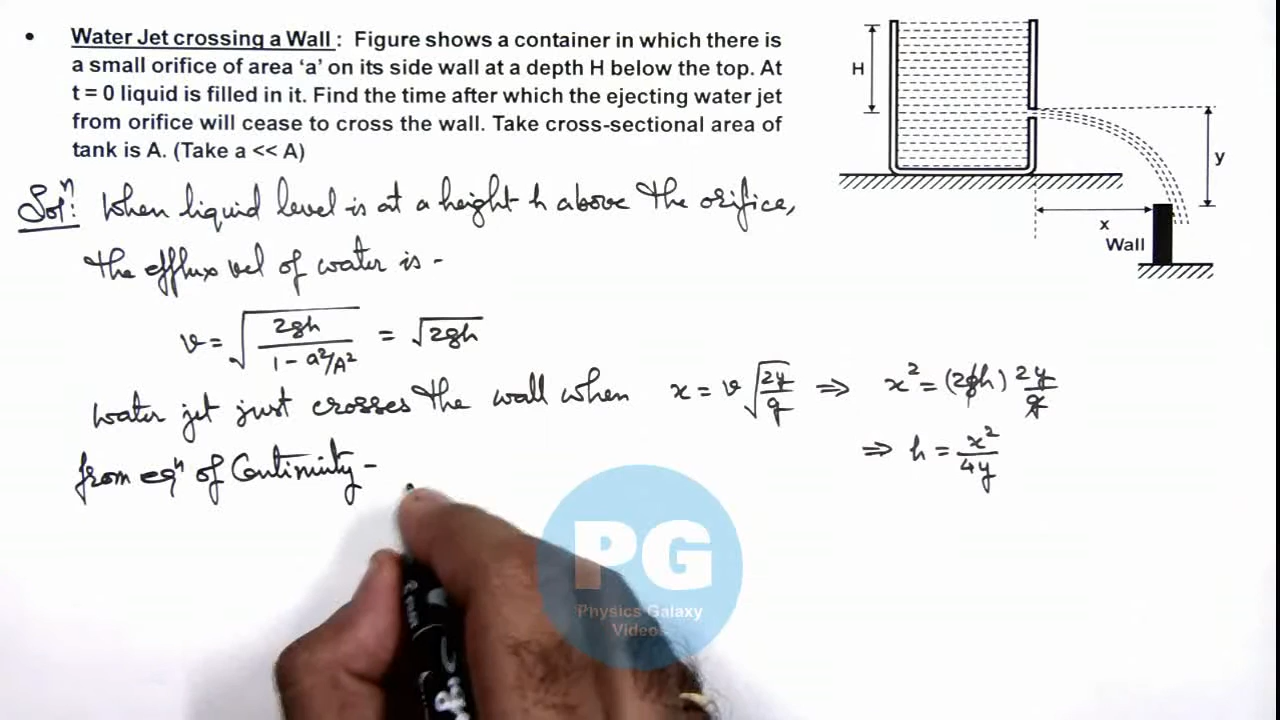 • Water Jet crossing a Wall : Figure shows a container in which there is
a small orifice of area ‘a’ on its side wall at a depth H below the top. At
t = 0 liquid is filled in it. Find the time after which the ejecting water jet
from orifice will cease to cross the wall. Take cross-sectional area of
tank is A. (Take a << A)
H
y
x
Wall
Solⁿ: When liquid level is at a height h above the orifice,
the efflux vel of water is -
v = √(2gh / (1 - a²/A²)) = √2gh
water jet just crosses the wall when x = v √(2y/g) ⇒ x² = (2gh) 2y/g
⇒ h = x²/4y
from eqⁿ of Continuity -
PG
Physics Galaxy
Videos